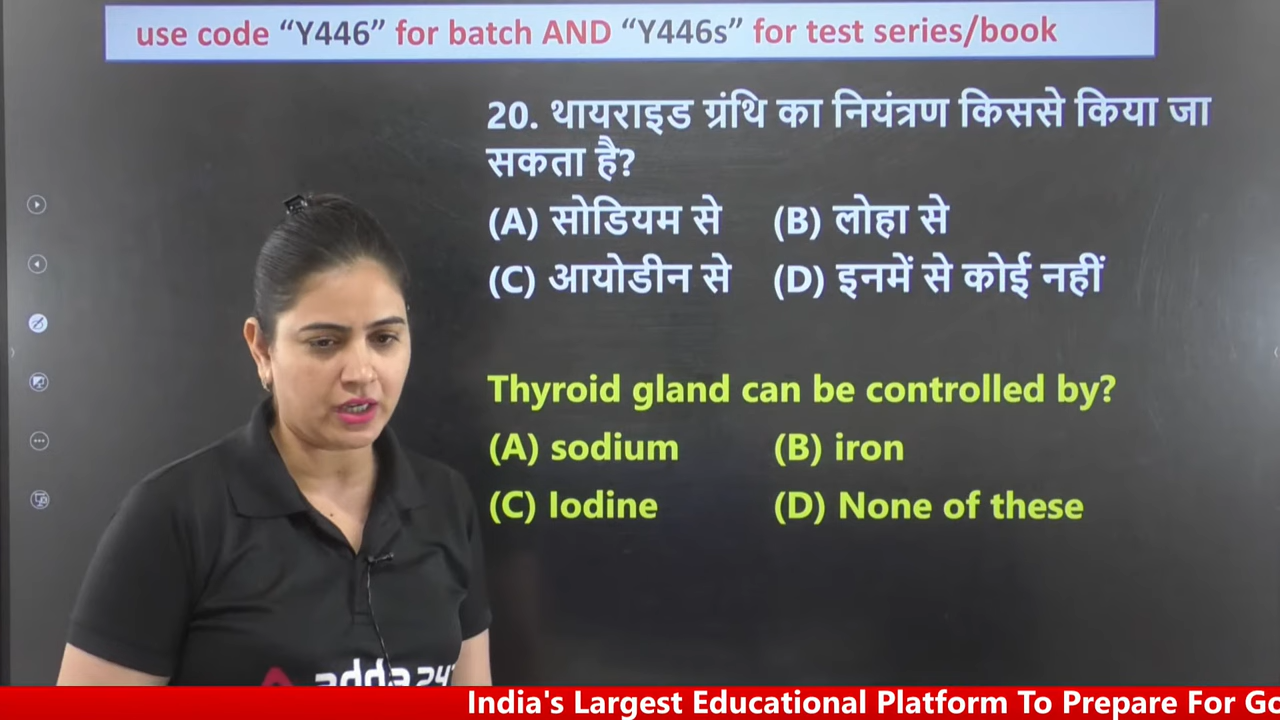 use code “Y446” for batch AND “Y446s” for test series/book
20. थायराइड ग्रंथि का नियंत्रण किससे किया जा
सकता है?
(A) सोडियम से (B) लोहा से
(C) आयोडीन से (D) इनमें से कोई नहीं
Thyroid gland can be controlled by?
(A) sodium (B) iron
(C) Iodine (D) None of these
adda 247
India's Largest Educational Platform To Prepare For Go